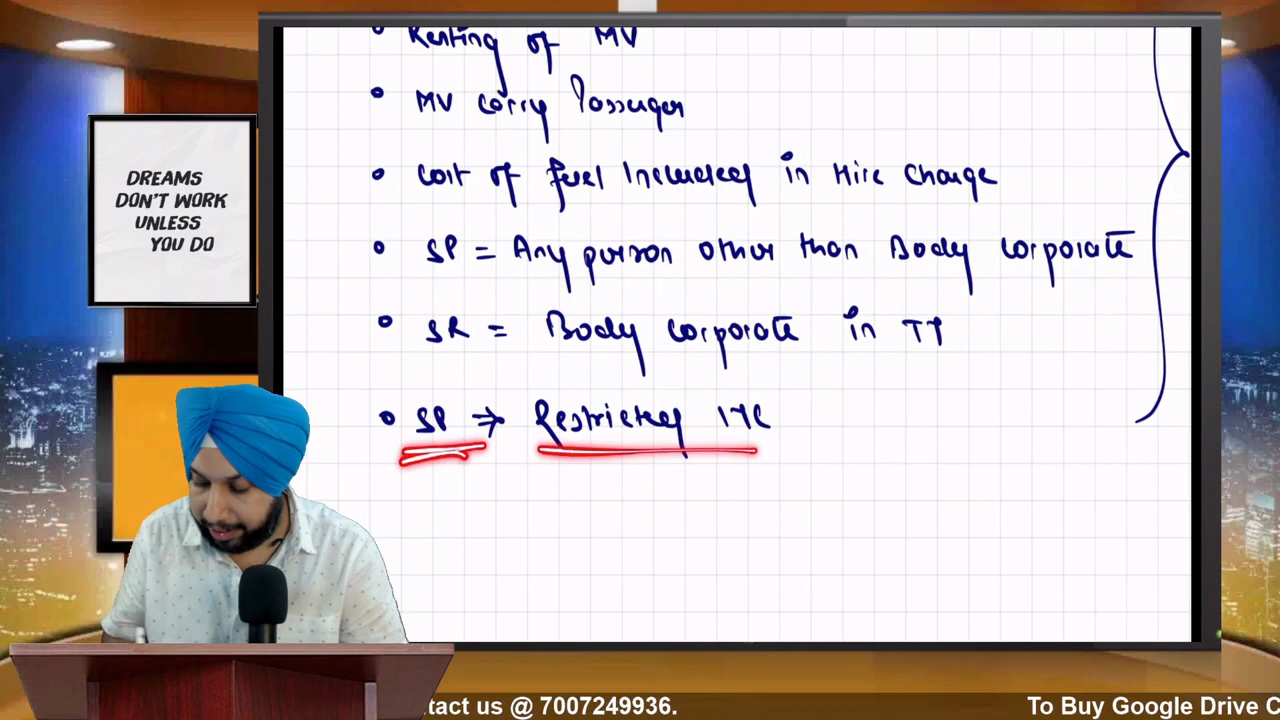 • Renting of MV
• MV carry Passenger
• Cost of fuel Included in Hire Charge
• SP = Any person other than Body corporate
• SR = Body corporate in TT
• SP ⇒ Restricted ITC
DREAMS
DON'T WORK
UNLESS
YOU DO
tact us @ 7007249936.
To Buy Google Drive C